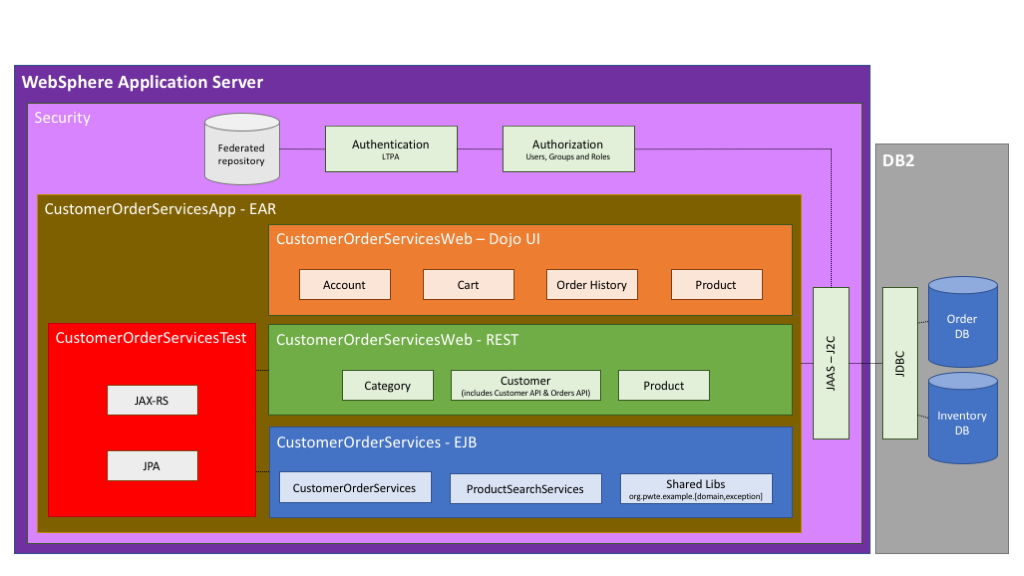 WebSphere Application Server
Security
Federated
repository
Authentication
LTPA
Authorization
Users, Groups and Roles
DB2
CustomerOrderServicesApp - EAR
CustomerOrderServicesWeb – Dojo UI
Account
Cart
Order History
Product
CustomerOrderServicesTest
JAX-RS
JPA
CustomerOrderServicesWeb - REST
Category
Customer
(includes Customer API & Orders API)
Product
CustomerOrderServices - EJB
CustomerOrderServices
ProductSearchServices
Shared Libs
org.pwte.example.[domain,exception]
JAAS – J2C
JDBC
Order
DB
Inventory
DB